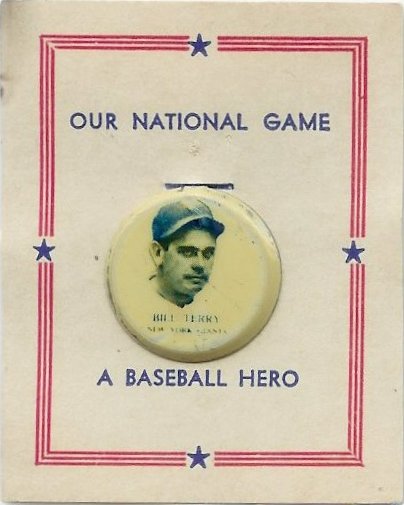 OUR NATIONAL GAME
BILL TERRY
NEW YORK GIANTS
A BASEBALL HERO